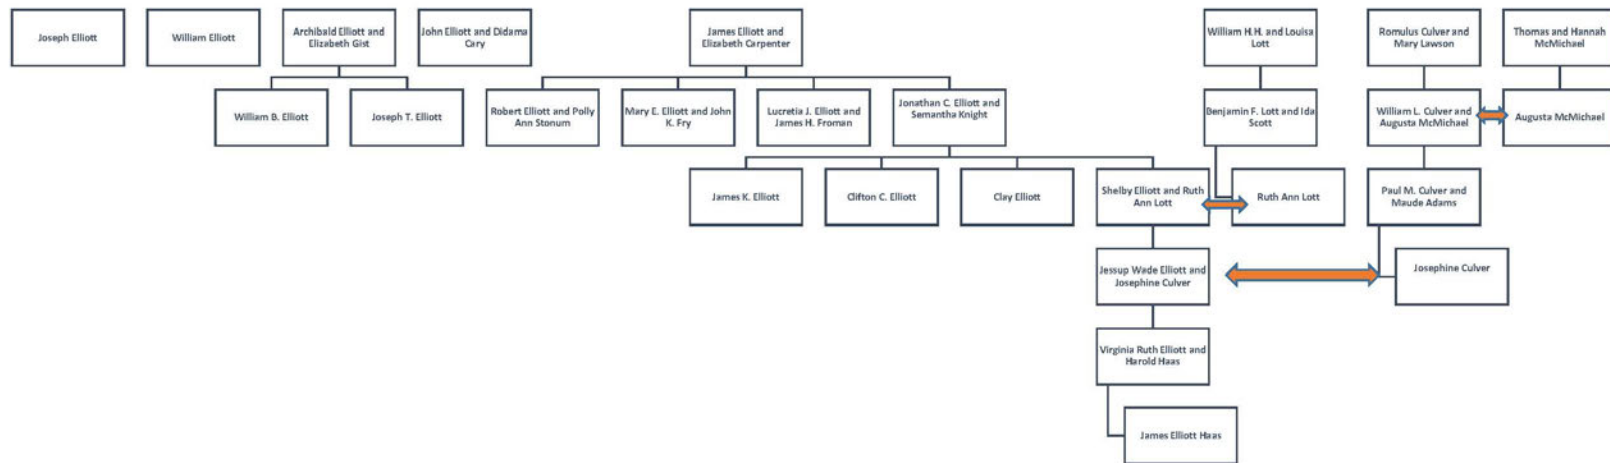 Joseph Elliott
William Elliott
Archibald Elliott and
Elizabeth Gist
John Elliott and Didama
Cary
James Elliott and
Elizabeth Carpenter
William H.H. and Louisa
Lott
Romulus Culver and
Mary Lawson
Thomas and Hannah
McMichael
William B. Elliott
Joseph T. Elliott
Robert Elliott and Polly
Ann Stonum
Mary E. Elliott and John
K. Fry
Lucretia J. Elliott and
James H. Froman
Jonathan C. Elliott and
Semantha Knight
Benjamin F. Lott and Ida
Scott
William L. Culver and
Augusta McMichael
Augusta McMichael
James K. Elliott
Clifton C. Elliott
Clay Elliott
Shelby Elliott and Ruth
Ann Lott
Ruth Ann Lott
Paul M. Culver and
Maude Adams
Jessup Wade Elliott and
Josephine Culver
Josephine Culver
Virginia Ruth Elliott and
Harold Haas
James Elliott Haas